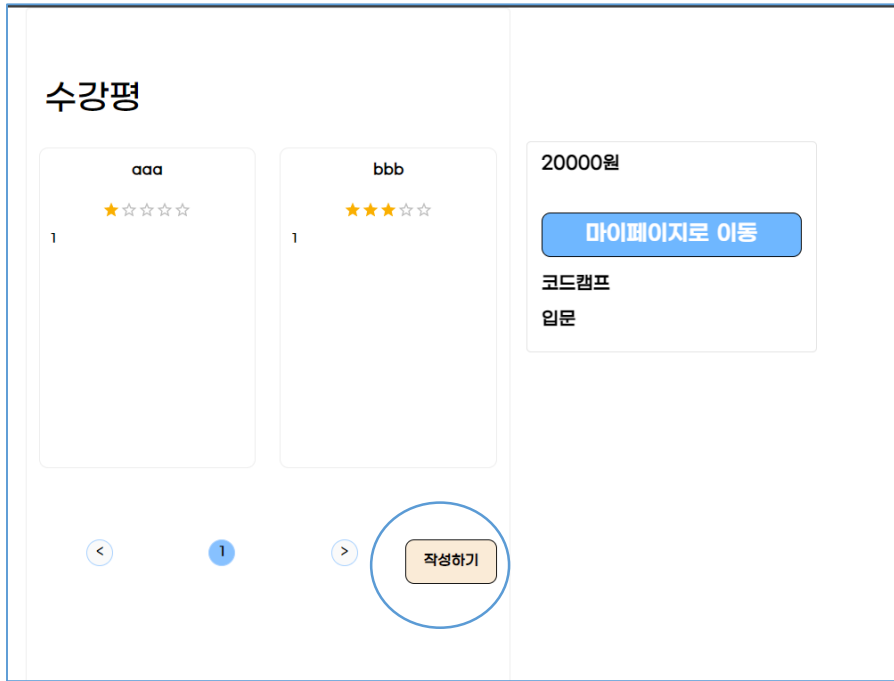 수강평
aaa
1
bbb
1
<
1
>
작성하기
20000원
마이페이지로 이동
코드캠프
입문